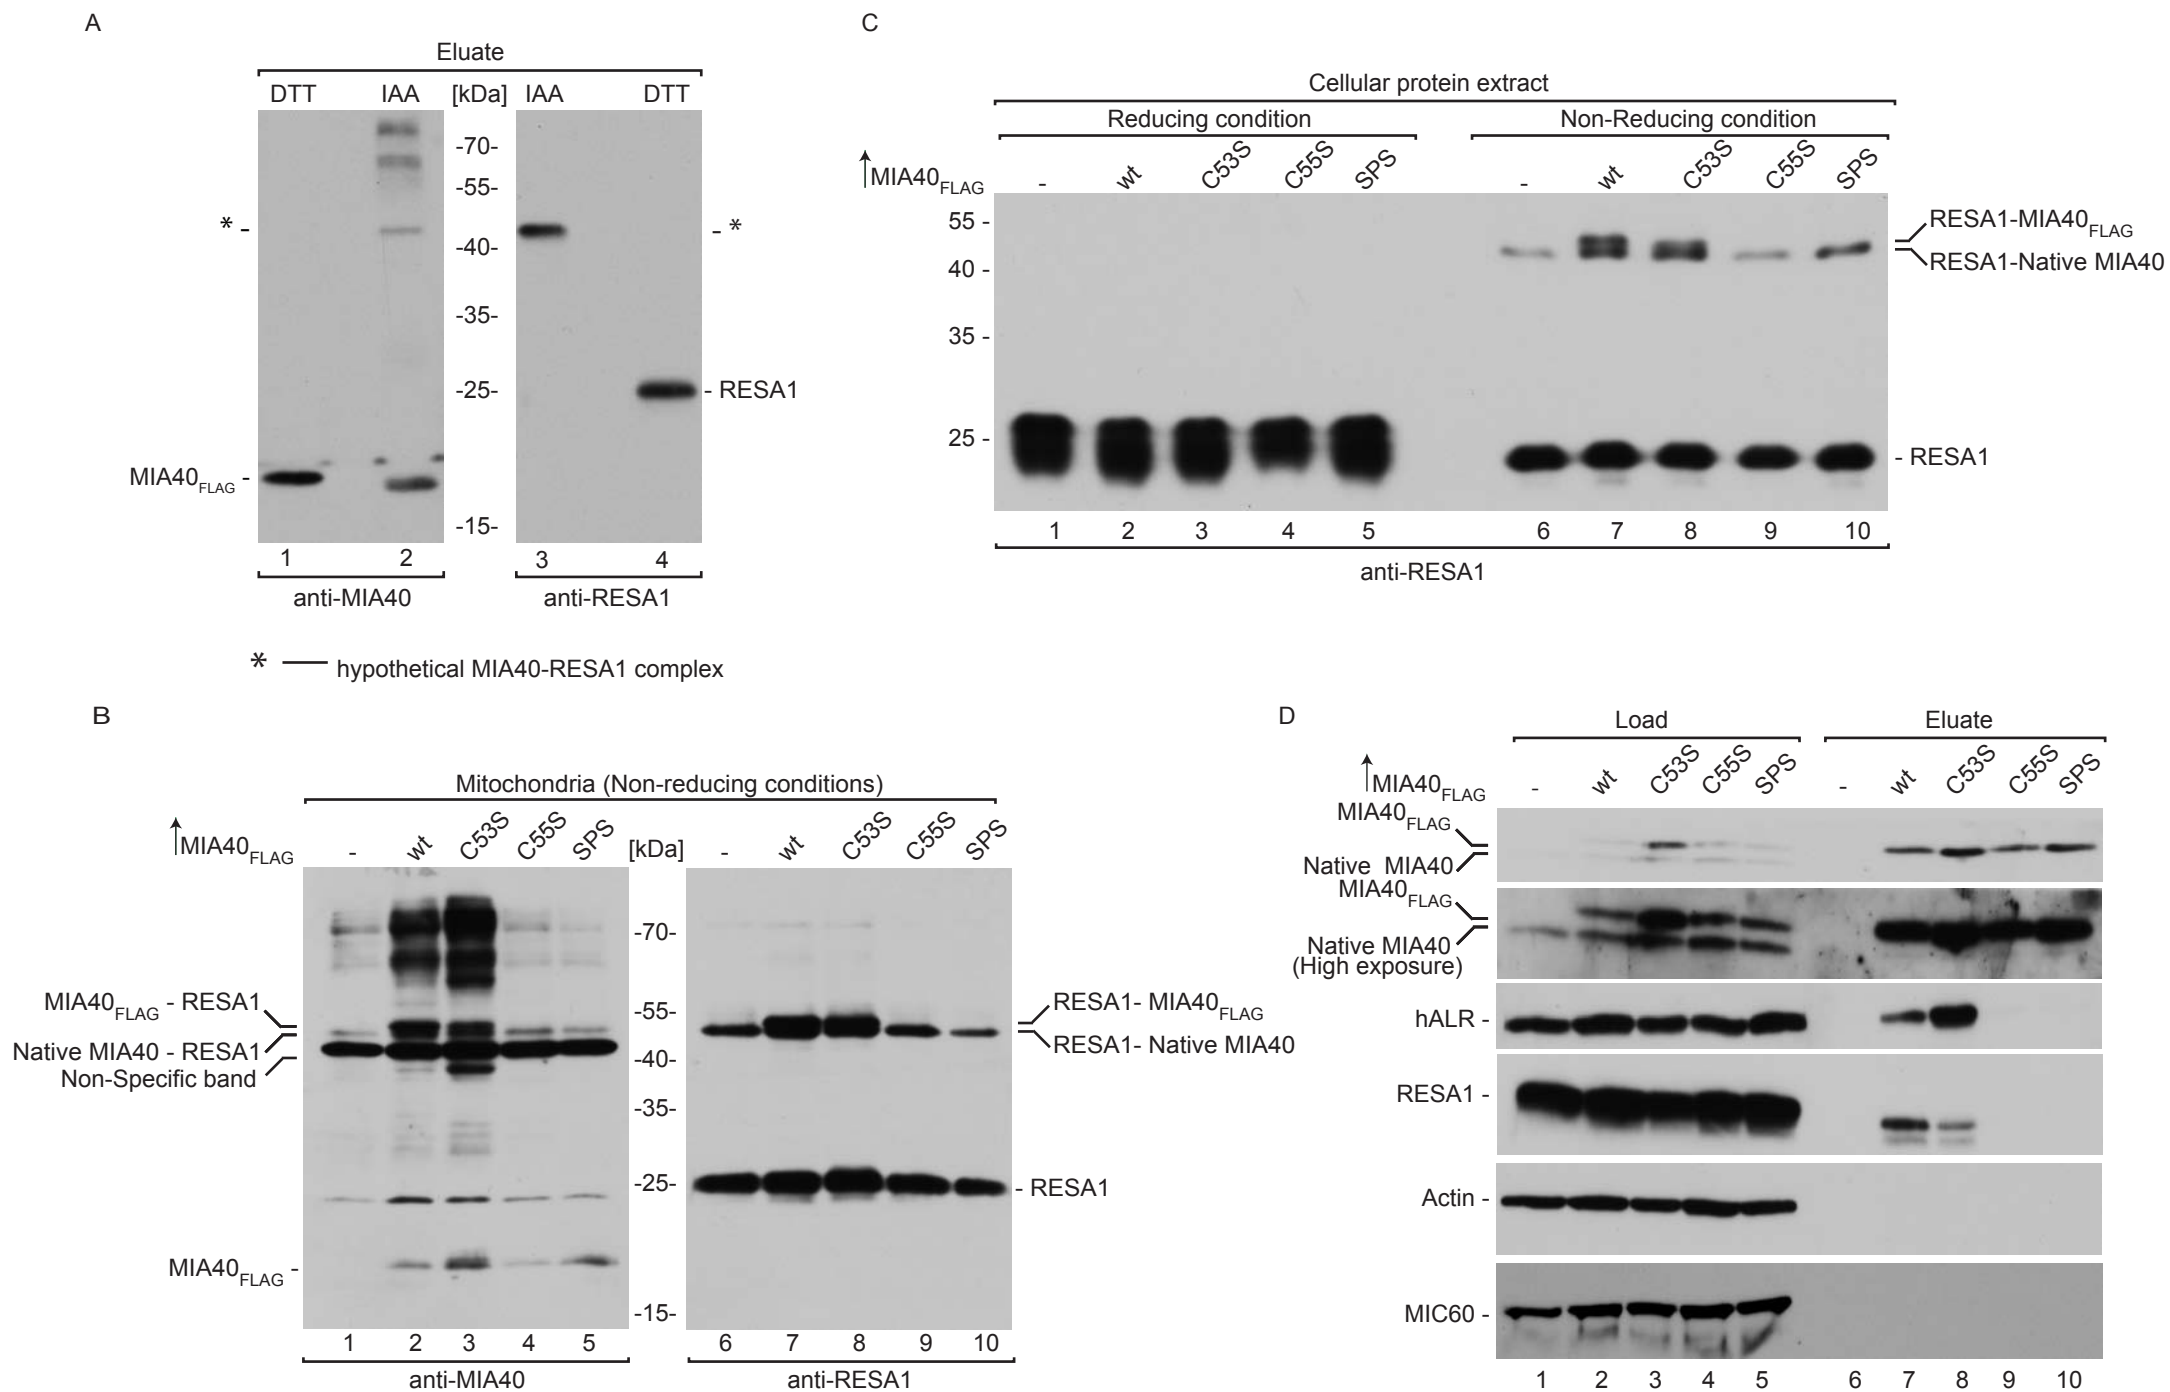 A
Eluate
DTT IAA [kDa] IAA DTT
-70-
-55-
* - - *
-40-
-35-
-25- - RESA1
MIA40FLAG -
-15-
1 2 3 4
anti-MIA40 anti-RESA1
* hypothetical MIA40-RESA1 complex
B
Mitochondria (Non-reducing conditions)
↑MIA40FLAG - wt C53S C55S SPS [kDa] - wt C53S C55S SPS
-70-
MIA40FLAG - RESA1 -55- RESA1- MIA40FLAG
Native MIA40 - RESA1 RESA1- Native MIA40
Non-Specific band -40-
-35-
-25- - RESA1
MIA40FLAG -
-15-
1 2 3 4 5 6 7 8 9 10
anti-MIA40 anti-RESA1
C
Cellular protein extract
Reducing condition Non-Reducing condition
↑MIA40FLAG - wt C53S C55S SPS - wt C53S C55S SPS
55 - RESA1-MIA40FLAG
40 - RESA1-Native MIA40
35 -
25 - - RESA1
1 2 3 4 5 6 7 8 9 10
anti-RESA1
D
Load Eluate
↑MIA40FLAG - wt C53S C55S SPS - wt C53S C55S SPS
MIA40FLAG
Native MIA40
MIA40FLAG
Native MIA40
(High exposure)
hALR -
RESA1 -
Actin -
MIC60 -
1 2 3 4 5 6 7 8 9 10